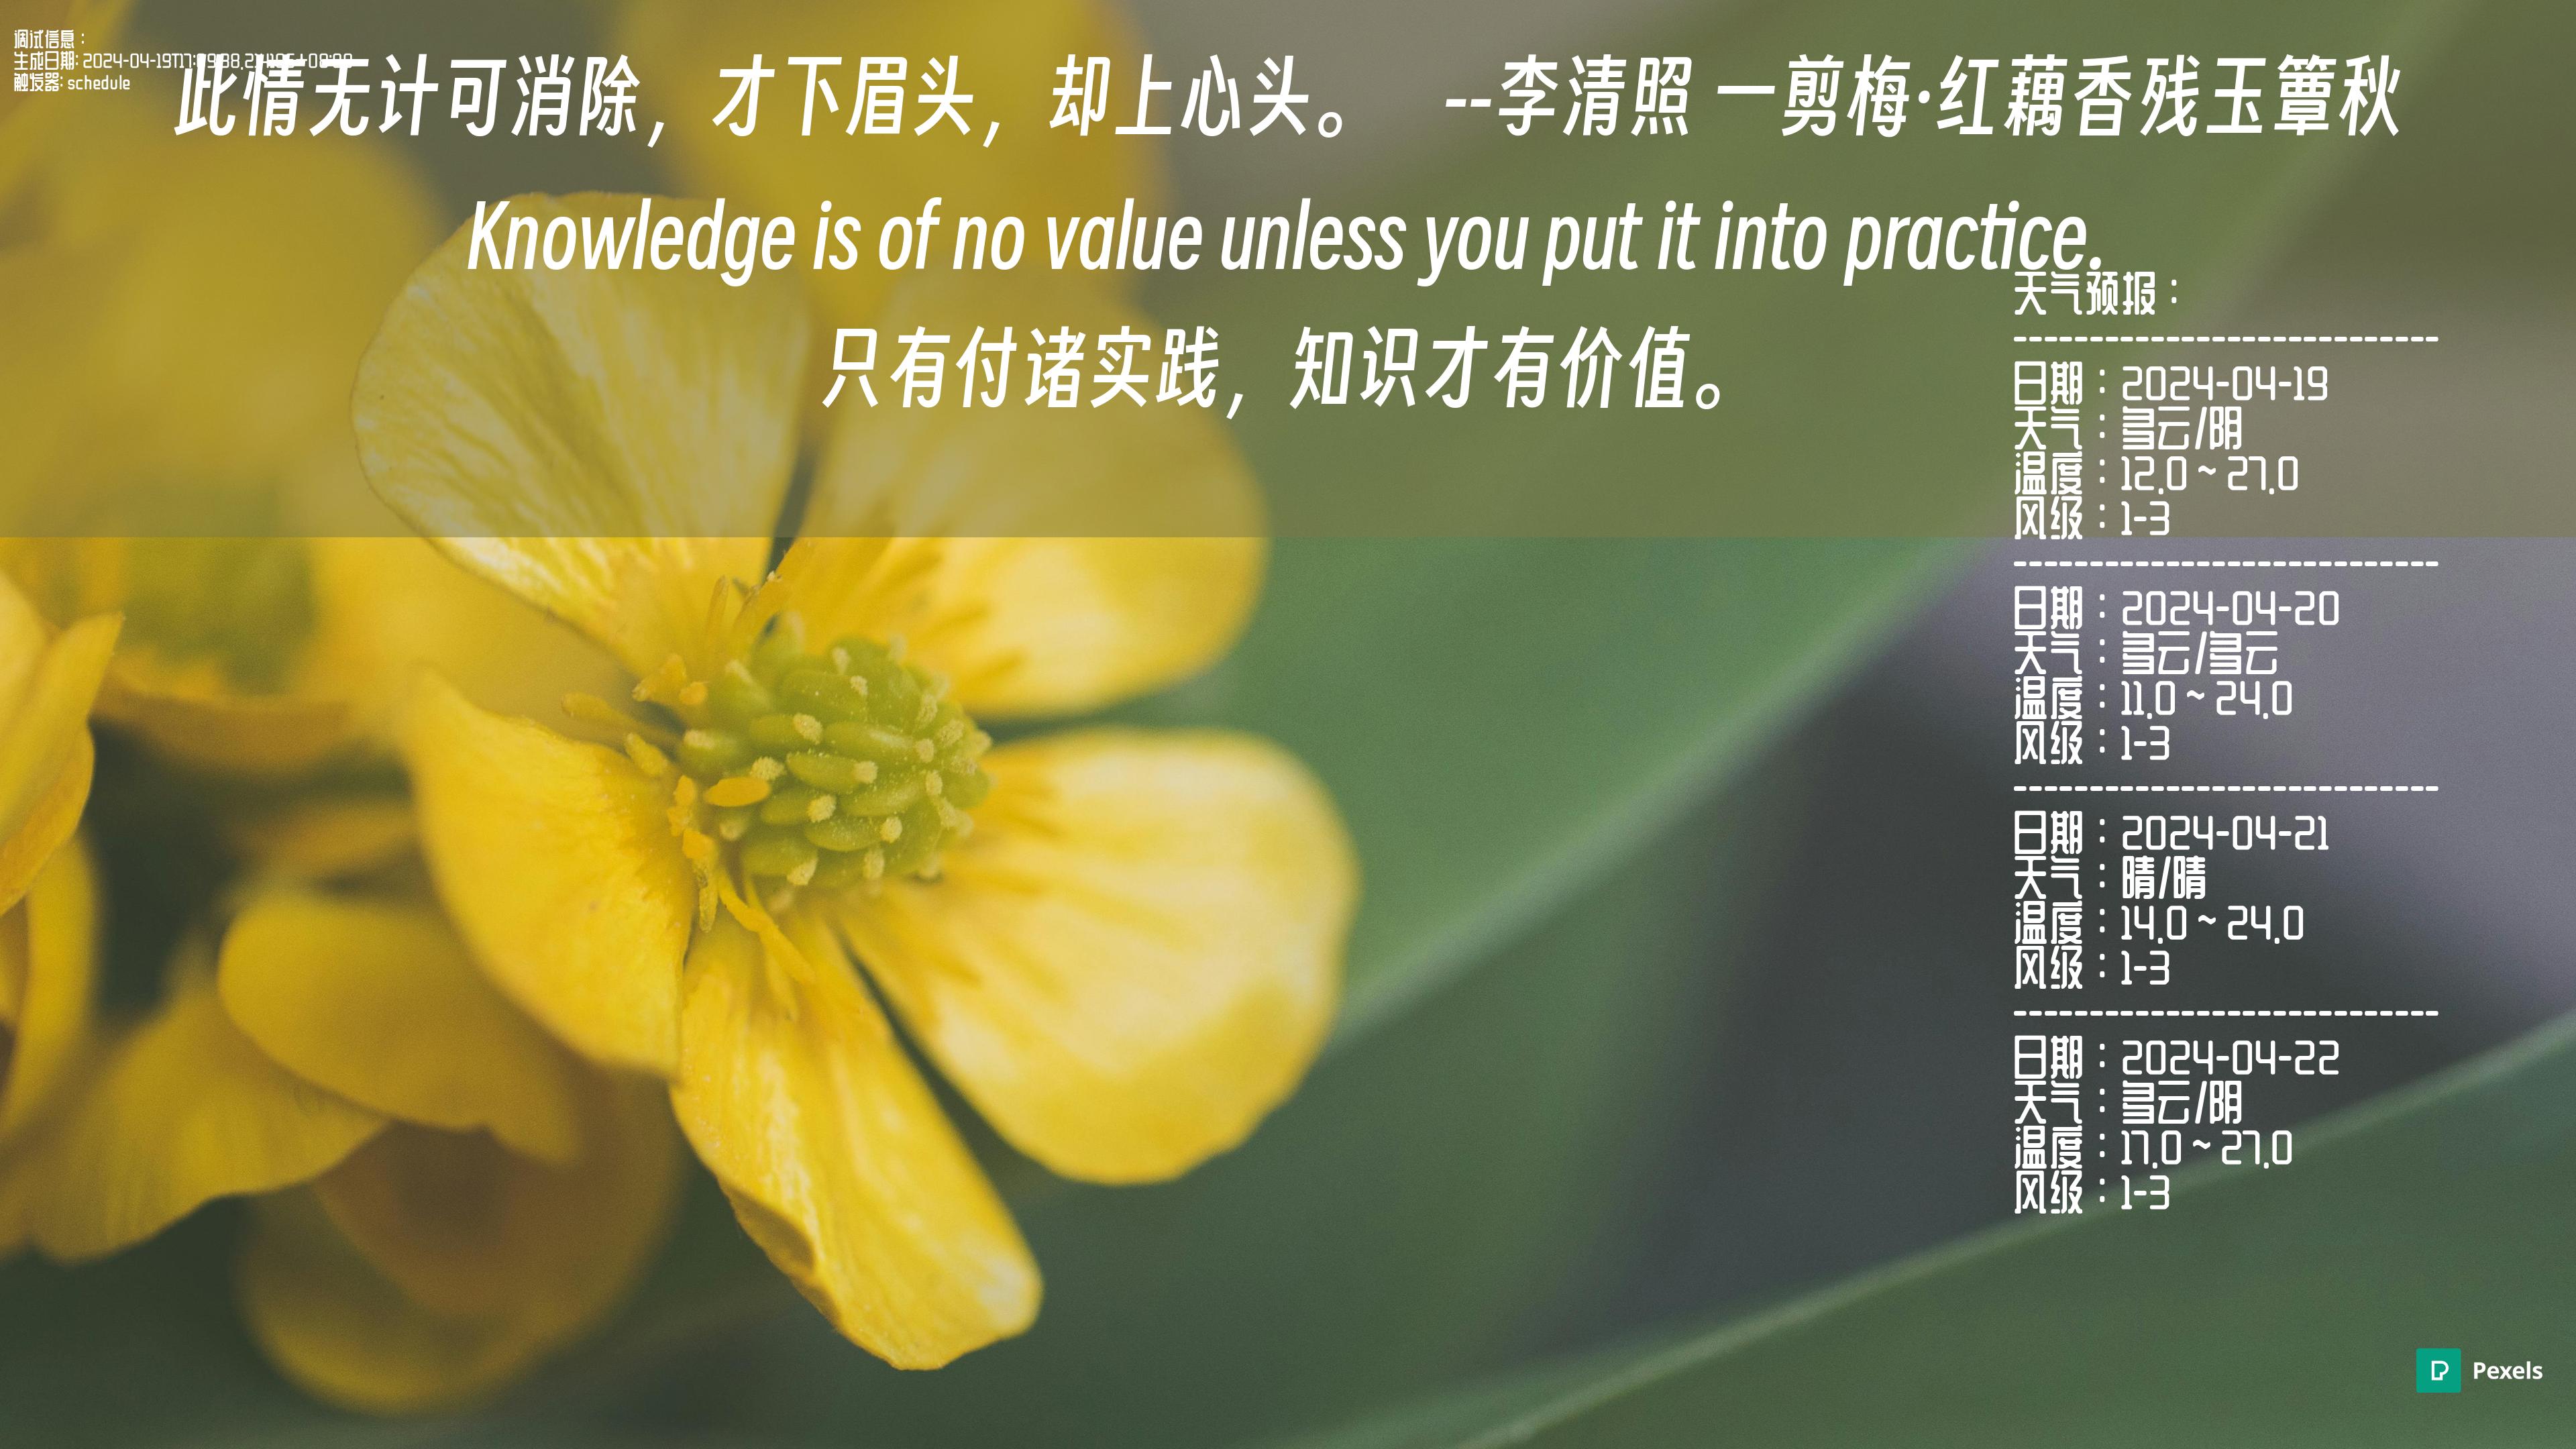 调试信息：
生成日期: 2024-04-19T17:
触发器: schedule
此情无计可消除，才下眉头，却上心头。 --李清照 一剪梅·红藕香残玉簟秋
Knowledge is of no value unless you put it into practice.
只有付诸实践，知识才有价值。
天气预报：
----------------------------
日期：2024-04-19
天气：多云/阴
温度：12.0 ~ 27.0
风级：1-3
----------------------------
日期：2024-04-20
天气：多云/多云
温度：11.0 ~ 24.0
风级：1-3
----------------------------
日期：2024-04-21
天气：晴/晴
温度：14.0 ~ 24.0
风级：1-3
----------------------------
日期：2024-04-22
天气：多云/阴
温度：17.0 ~ 27.0
风级：1-3
Pexels